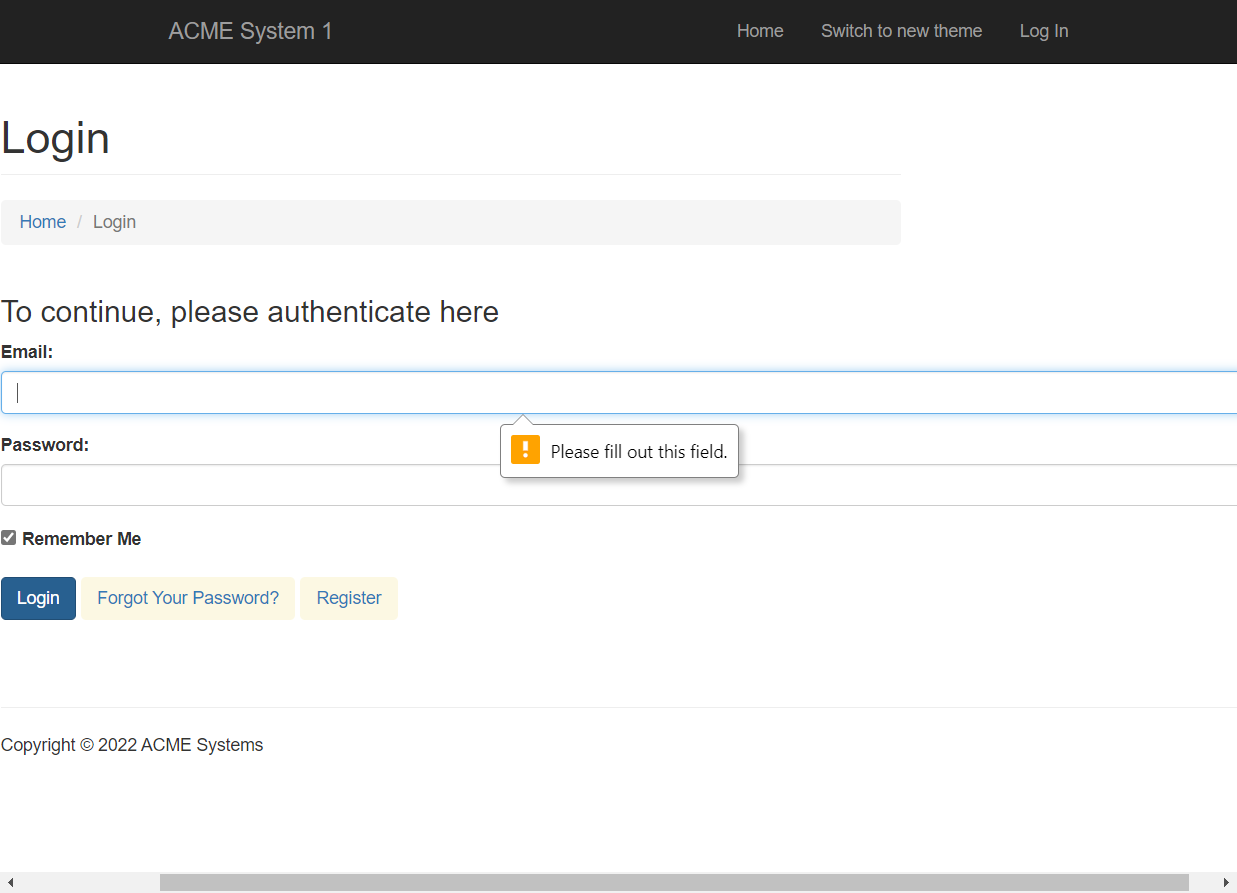 ACME System 1 Home Switch to new theme Log In
Login
Home / Login
To continue, please authenticate here
Email:
Please fill out this field.
Password:
Remember Me
Login Forgot Your Password? Register
Copyright © 2022 ACME Systems